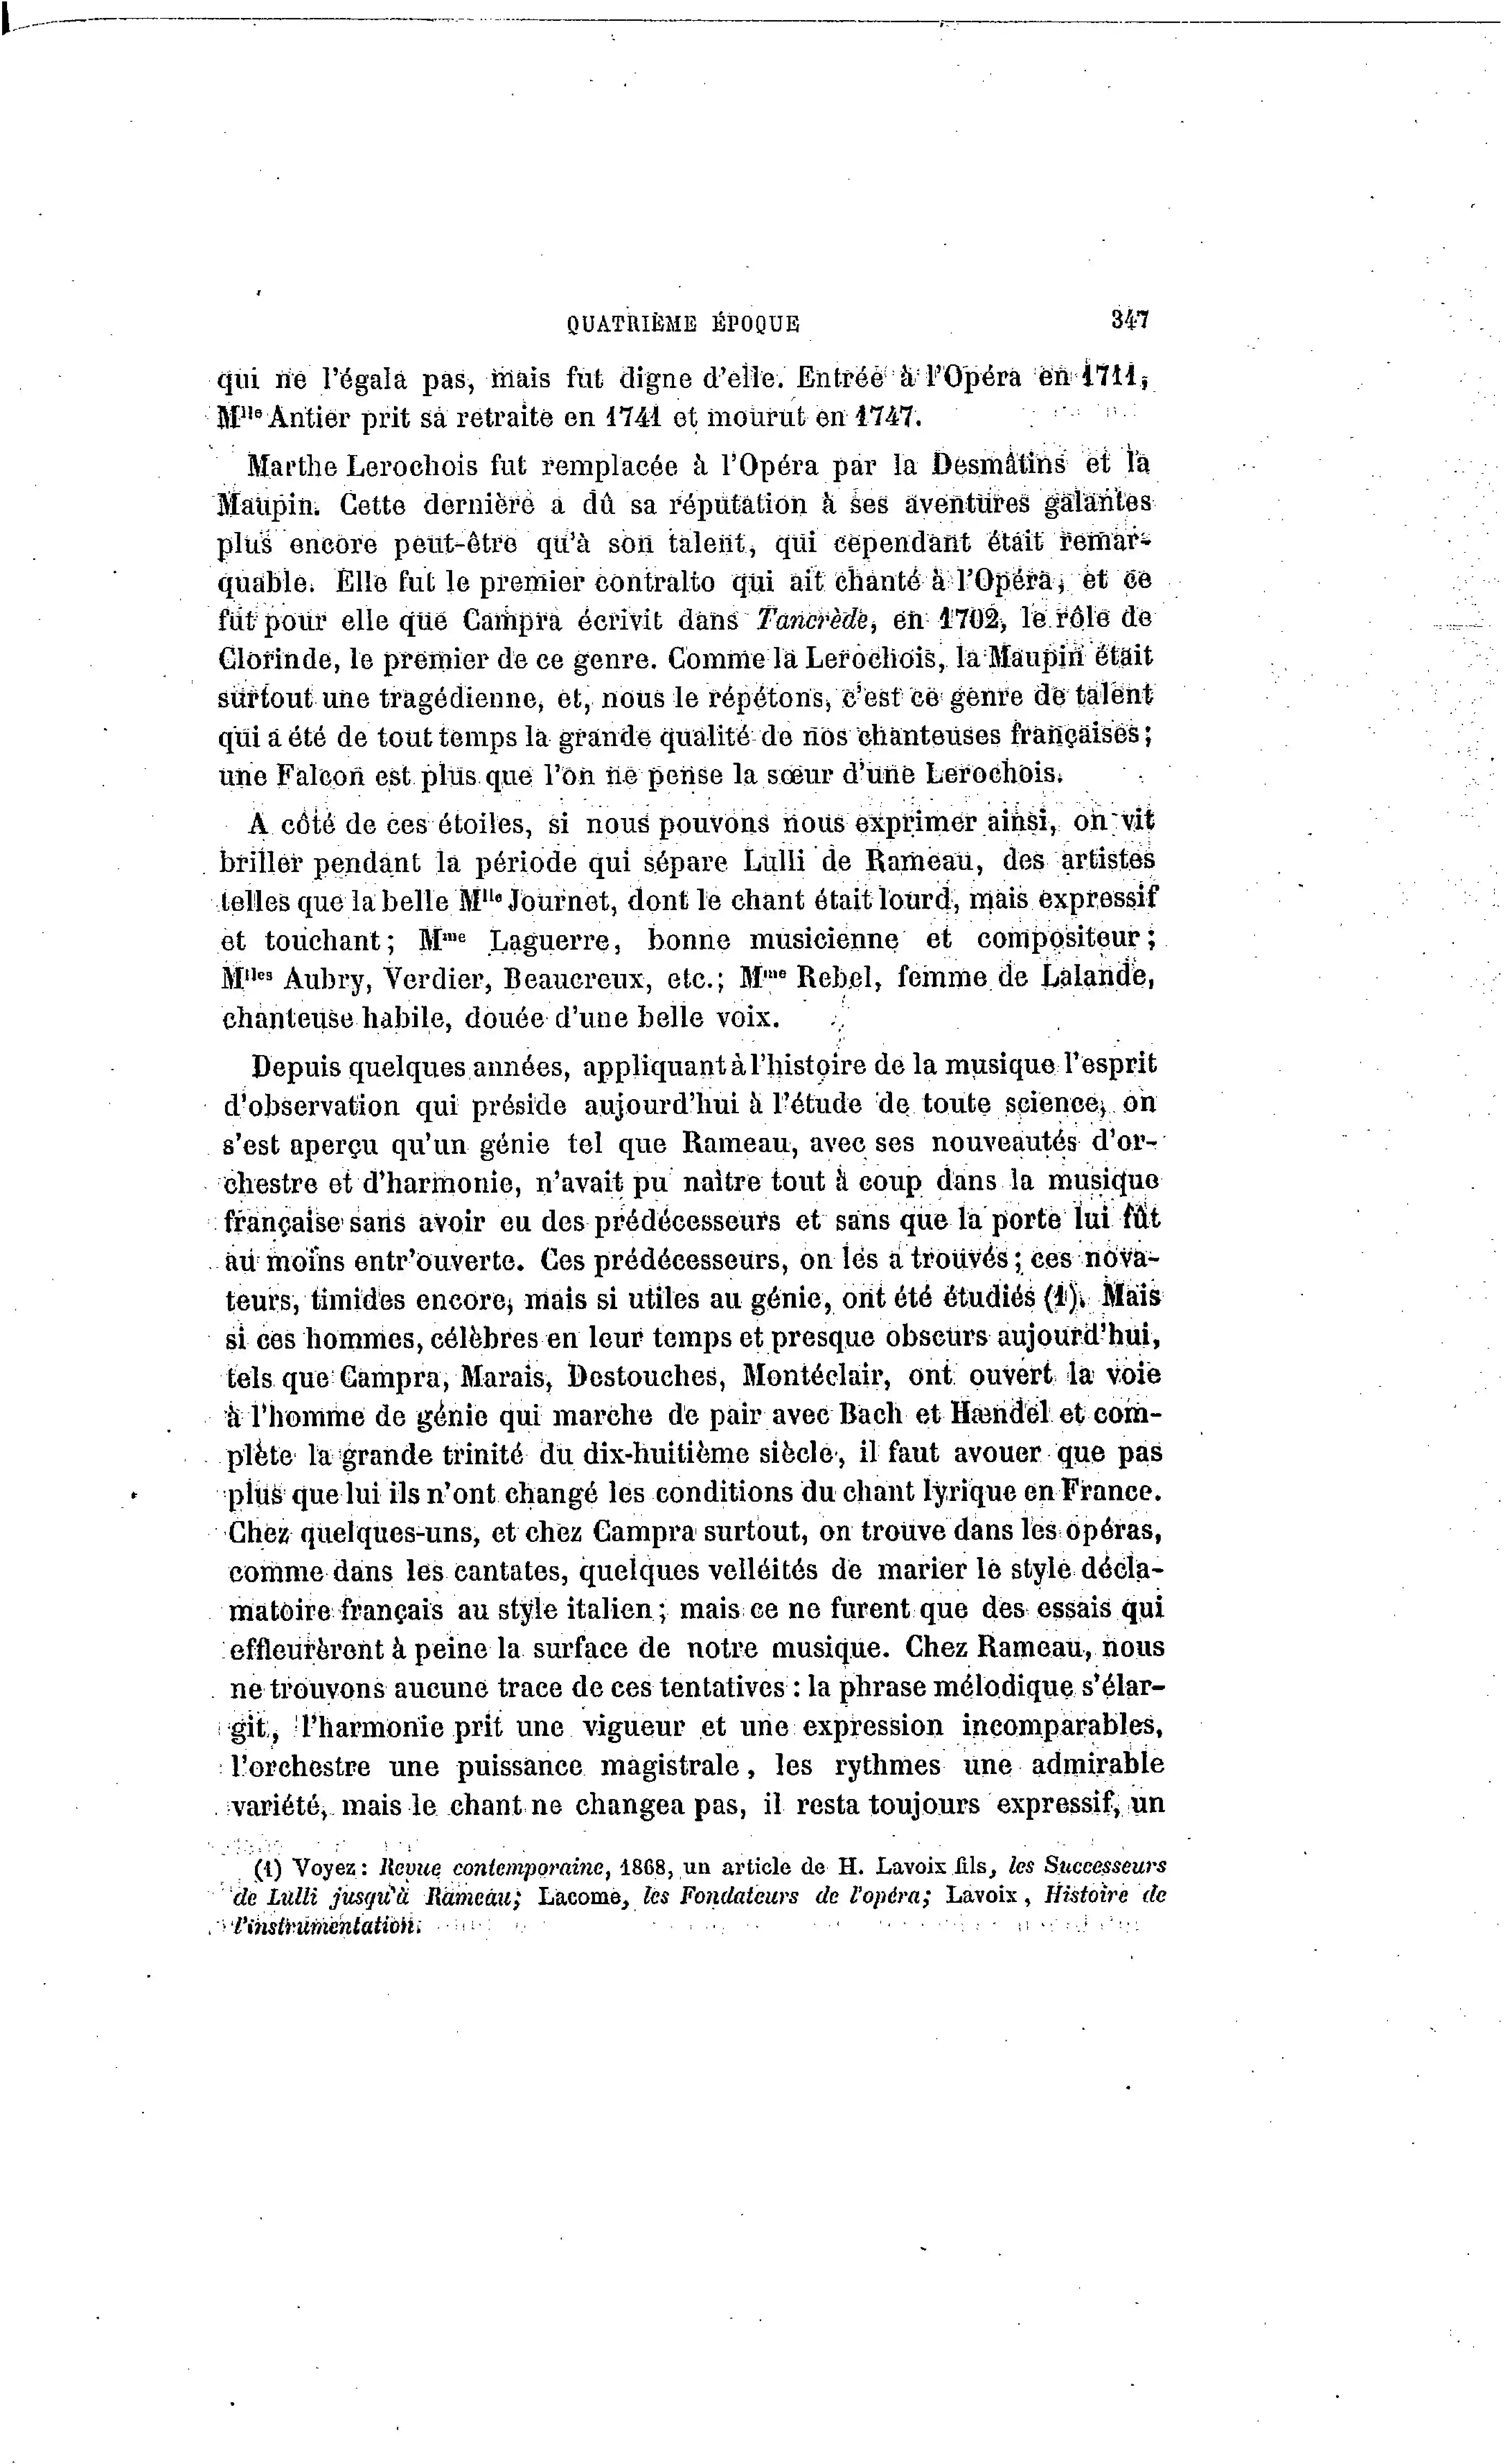 QUATRIÈME ÉPOQUE 347
qui ne l'égala pas, mais fut digne d'elle. Entrée à l'Opéra en 1711,
Mlle Antier prit sa retraite en 1741 et mourut en 1747.
Marthe Lerochois fut remplacée à l'Opéra par la Desmâtins et la
Maupin. Cette dernière a dû sa réputation à ses aventures galantes
plus encore peut-être qu'à son talent, qui cependant était remar-
quable. Elle fut le premier contralto qui ait chanté à l'Opéra, et ce
fut pour elle que Campra écrivit dans Tancrède, en 1702, le rôle de
Clorinde, le premier de ce genre. Comme la Lerochois, la Maupin était
surtout une tragédienne, et, nous le répétons, c'est ce genre de talent
qui a été de tout temps la grande qualité de nos chanteuses françaises;
une Falcon est plus que l'on ne pense la sœur d'une Lerochois.
A côté de ces étoiles, si nous pouvons nous exprimer ainsi, on vit
briller pendant la période qui sépare Lulli de Rameau, des artistes
telles que la belle Mlle Journet, dont le chant était lourd, mais expressif
et touchant; Mme Laguerre, bonne musicienne et compositeur;
Mlles Aubry, Verdier, Beaucreux, etc.; Mme Rebel, femme de Lalande,
chanteuse habile, douée d'une belle voix.
Depuis quelques années, appliquant à l'histoire de la musique l'esprit
d'observation qui préside aujourd'hui à l'étude de toute science, on
s'est aperçu qu'un génie tel que Rameau, avec ses nouveautés d'or-
chestre et d'harmonie, n'avait pu naître tout à coup dans la musique
française sans avoir eu des prédécesseurs et sans que la porte lui fût
au moins entr'ouverte. Ces prédécesseurs, on les a trouvés; ces nova-
teurs, timides encore, mais si utiles au génie, ont été étudiés (1). Mais
si ces hommes, célèbres en leur temps et presque obscurs aujourd'hui,
tels que Campra, Marais, Destouches, Montéclair, ont ouvert la voie
à l'homme de génie qui marche de pair avec Bach et Hændel et com-
plète la grande trinité du dix-huitième siècle, il faut avouer que pas
plus que lui ils n'ont changé les conditions du chant lyrique en France.
Chez quelques-uns, et chez Campra surtout, on trouve dans les opéras,
comme dans les cantates, quelques velléités de marier le style décla-
matoire français au style italien; mais ce ne furent que des essais qui
effleurèrent à peine la surface de notre musique. Chez Rameau, nous
ne trouvons aucune trace de ces tentatives : la phrase mélodique s'élar-
git, l'harmonie prit une vigueur et une expression incomparables,
l'orchestre une puissance magistrale, les rythmes une admirable
variété, mais le chant ne changea pas, il resta toujours expressif, un
(1) Voyez : Revue contemporaine, 1868, un article de H. Lavoix fils, les Successeurs
de Lulli jusqu'à Rameau; Lacome, les Fondateurs de l'opéra; Lavoix, Histoire de
l'instrumentation.